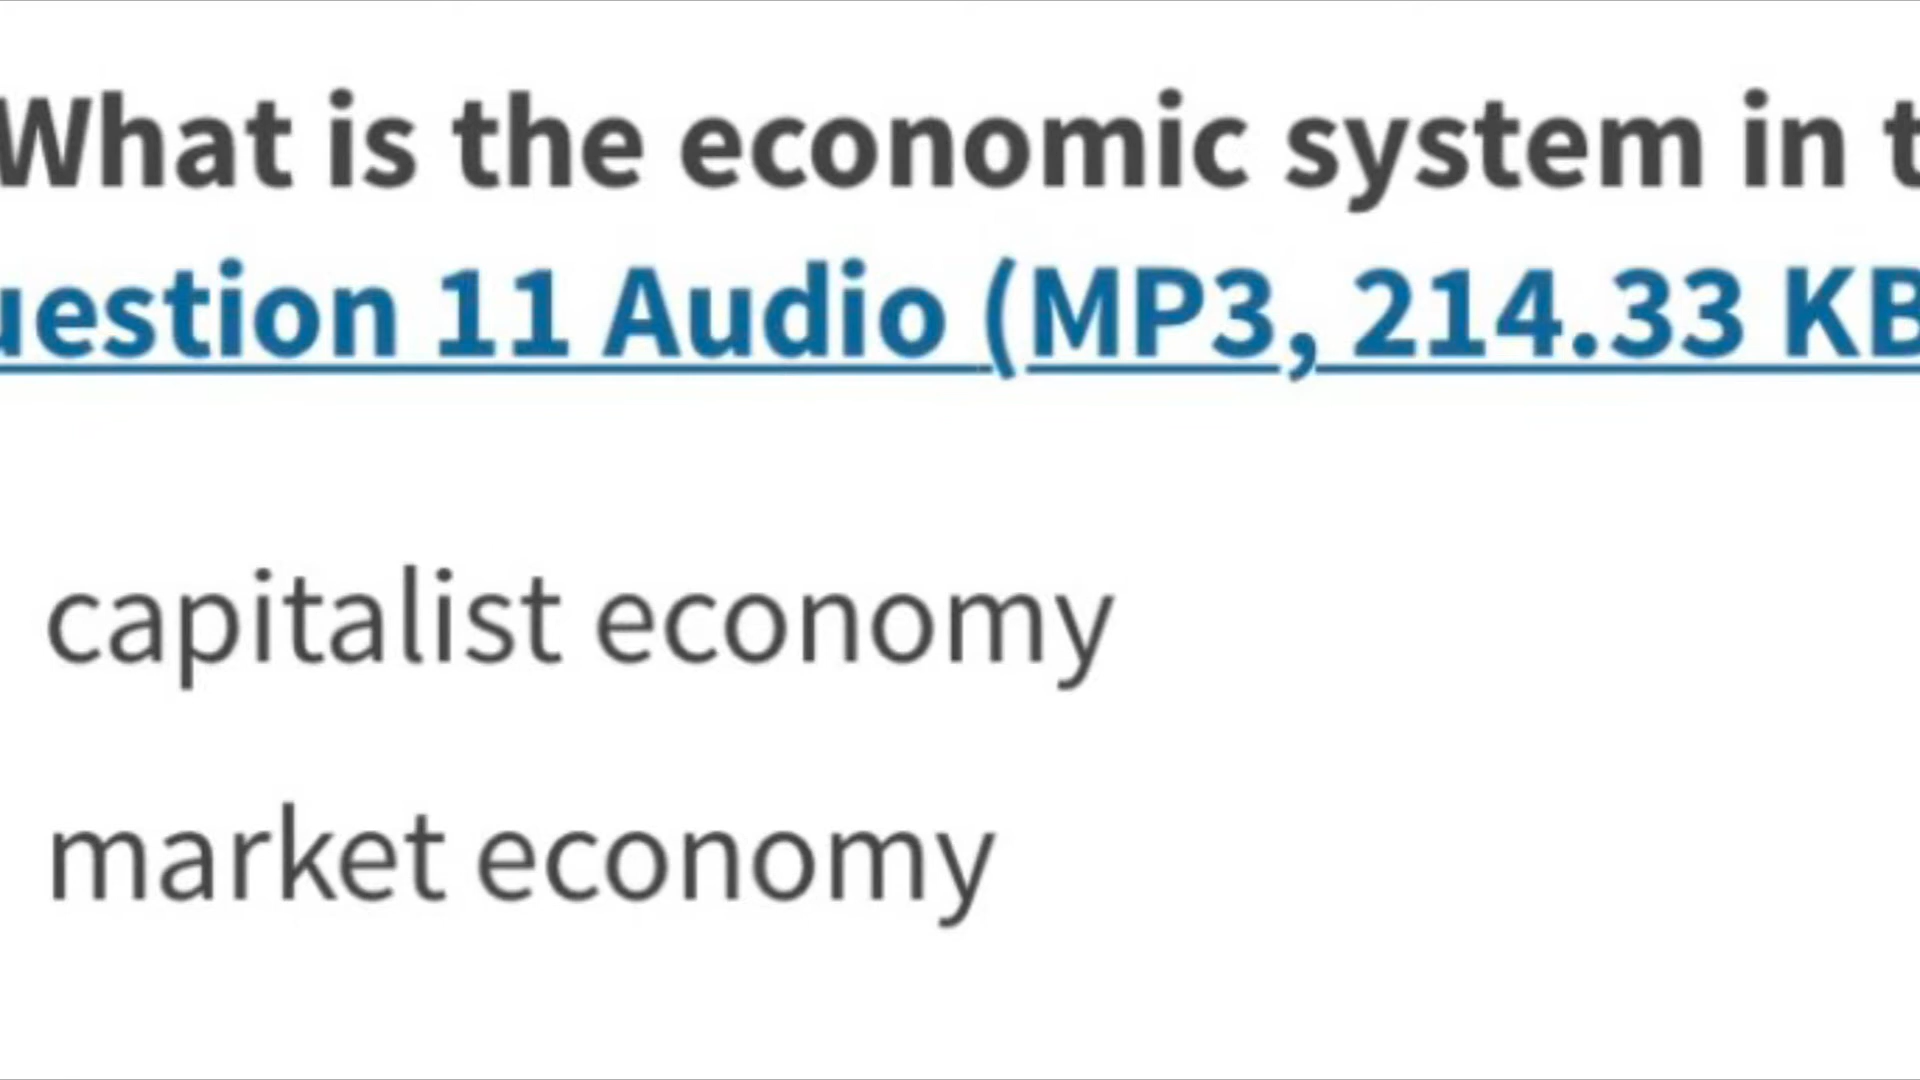 What is the economic system in t
uestion 11 Audio (MP3, 214.33 KB
capitalist economy
market economy